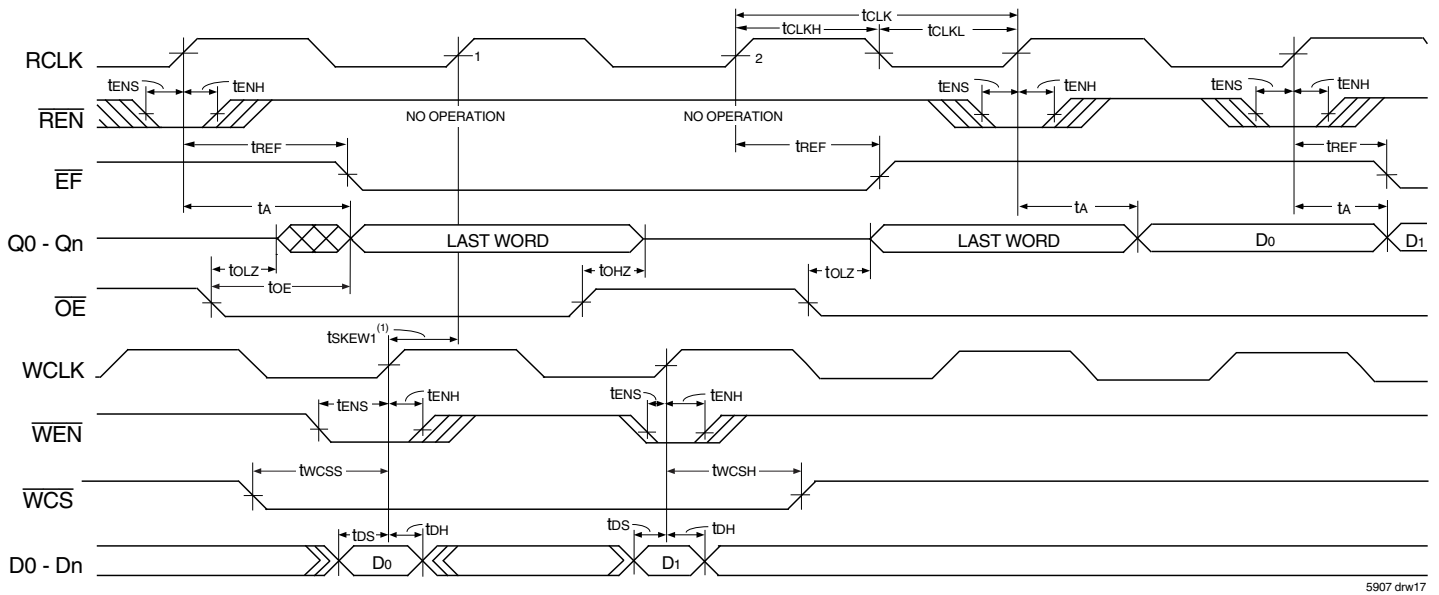 tCLK
tCLKH tCLKL
RCLK 1 2
tENS tENH tENS tENH tENS tENH
REN NO OPERATION NO OPERATION
tREF tREF tREF
EF
tA tA tA
Q0 - Qn LAST WORD LAST WORD D0 D1
tOLZ tOHZ tOLZ
tOE
OE
tSKEW1(1)
WCLK
tENS tENH tENS tENH
WEN
tWCSS tWCSH
WCS
tDS tDH tDS tDH
D0 - Dn D0 D1
5907 drw17